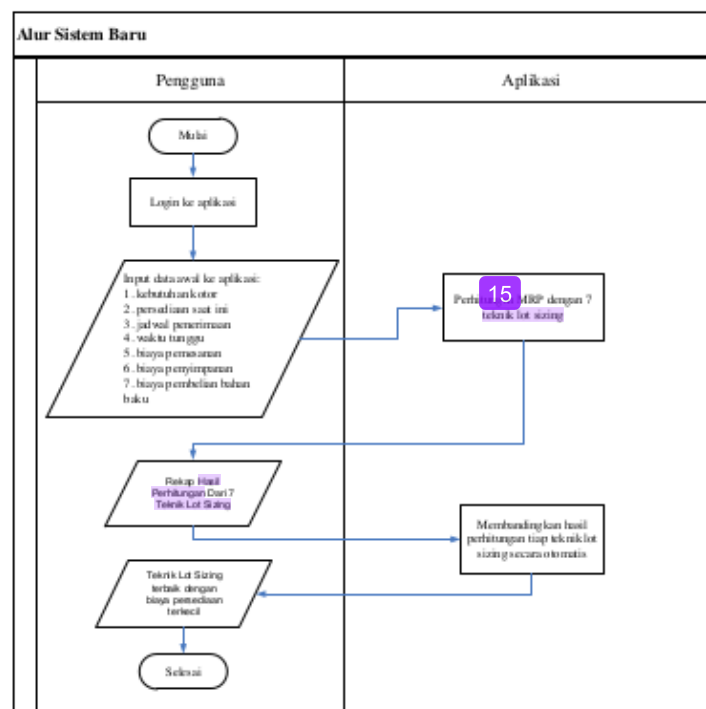 Alur Sistem Baru
Pengguna
Aplikasi
Mulai
Login ke aplikasi
Input data awal ke aplikasi:
1. kebutuhan kotor
2. persediaan saat ini
3. jadwal penerimaan
4. waktu tunggu
5. biaya pemesanan
6. biaya penyimpanan
7. biaya pembelian bahan
baku
15
MRP dengan 7
teknik lot sizing
Rekap Hasil
Perhitungan Dari 7
Teknik Lot Sizing
Membandingkan hasil
perhitungan tiap teknik lot
sizing secara otomatis
Teknik Lot Sizing
terbaik dengan
biaya persediaan
terkecil
Selesai